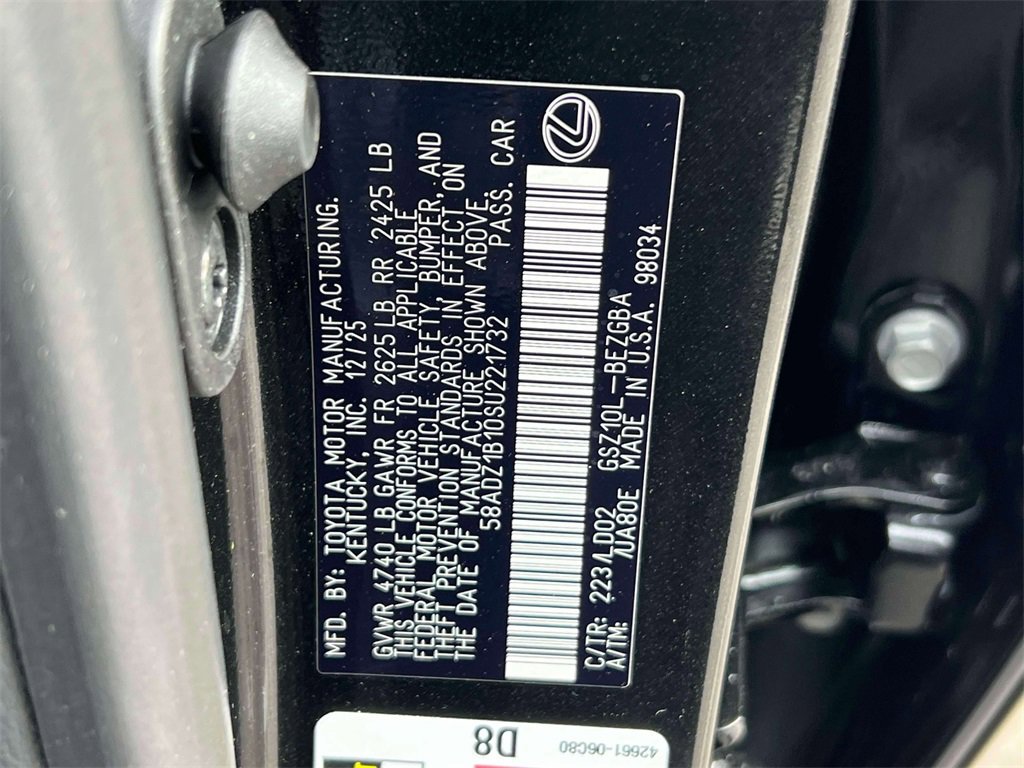 MFD. BY: TOYOTA MOTOR MANUFACTURING.
KENTUCKY, INC. 12/25
GVWR 4740 LB GAWR FR 2625 LB RR 2425 LB
THIS VEHICLE CONFORMS TO ALL APPLICABLE
FEDERAL MOTOR VEHICLE SAFETY, BUMPER, AND
THEFT PREVENTION STANDARDS IN EFFECT ON
THE DATE OF MANUFACTURE SHOWN ABOVE.
58ADZ1B10SU221732 PASS. CAR
C/TR: 223/LD02 GSZ10L-BEZGBA
A/TM: /UA80E MADE IN U.S.A. 98034
D8
42661-06C80